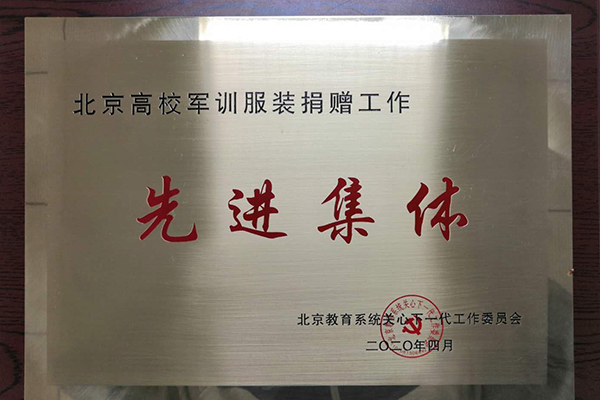 北京高校军训服装捐赠工作
先进集体
北京教育系统关心下一代工作委员会
二〇二〇年四月